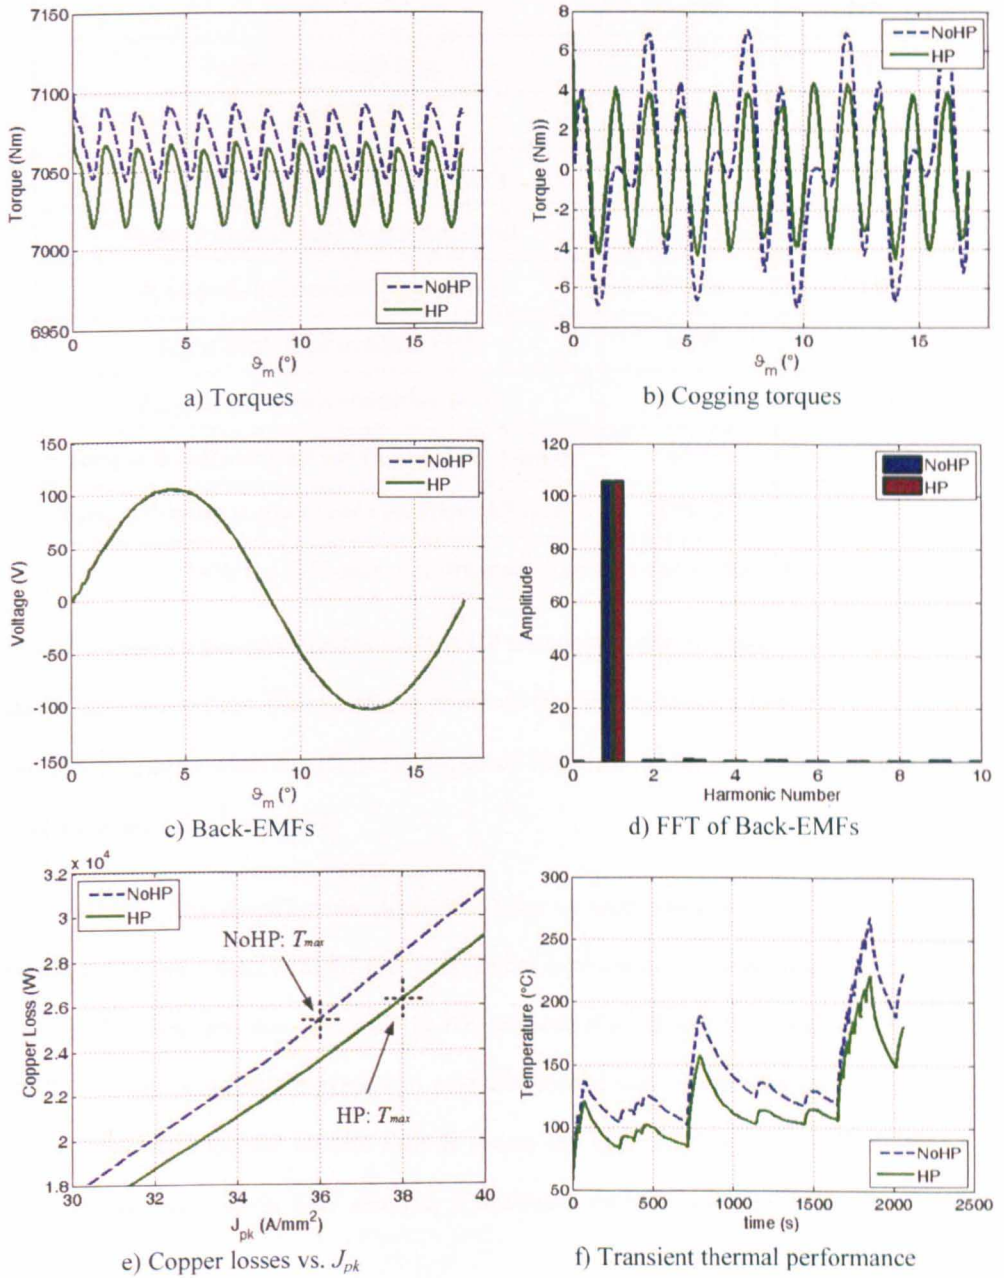 7150
7100
7050
7000
6950
Torque (Nm)
0
5
10
15
ϑm (°)
NoHP
HP
a) Torques
8
6
4
2
0
-2
-4
-6
-8
Torque (Nm))
0
5
10
15
ϑm (°)
NoHP
HP
b) Cogging torques
150
100
50
0
-50
-100
-150
Voltage (V)
0
5
10
15
ϑm (°)
NoHP
HP
c) Back-EMFs
120
100
80
60
40
20
0
Amplitude
0
2
4
6
8
10
Harmonic Number
NoHP
HP
d) FFT of Back-EMFs
x 10^4
3.2
3
2.8
2.6
2.4
2.2
2
1.8
Copper Loss (W)
30
32
34
36
38
40
Jpk (A/mm²)
NoHP
HP
NoHP: Tmax
HP: Tmax
e) Copper losses vs. Jpk
300
250
200
150
100
50
Temperature (°C)
0
500
1000
1500
2000
2500
time (s)
NoHP
HP
f) Transient thermal performance